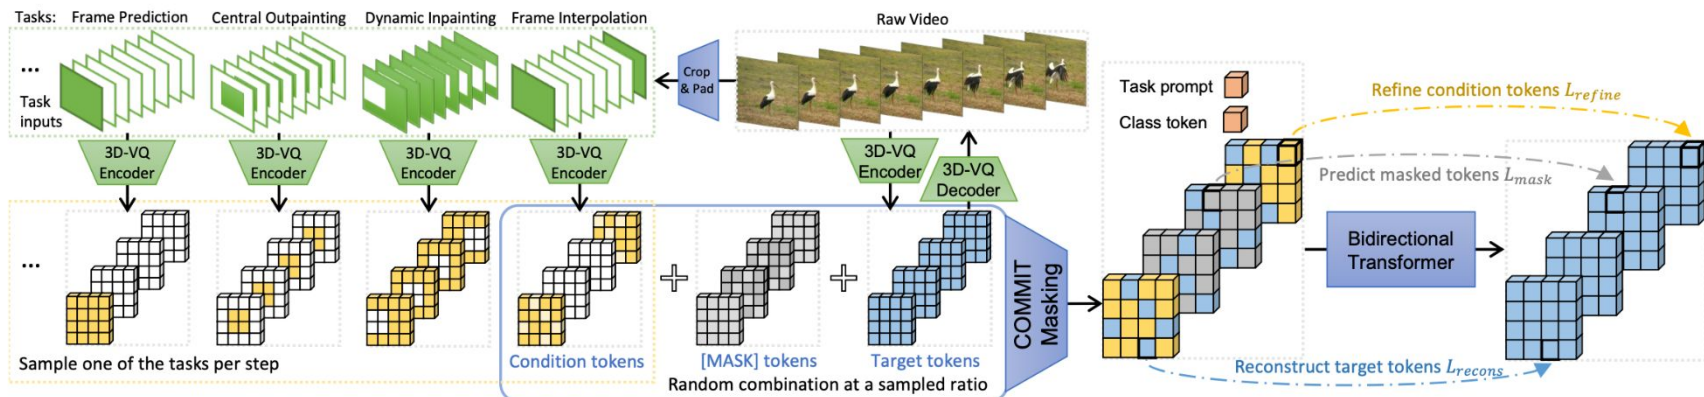 Tasks: Frame Prediction Central Outpainting Dynamic Inpainting Frame Interpolation
Raw Video
...
Task
inputs
Crop
& Pad
3D-VQ
Encoder
3D-VQ
Encoder
3D-VQ
Encoder
3D-VQ
Encoder
3D-VQ
Encoder
3D-VQ
Decoder
...
Sample one of the tasks per step
Condition tokens
[MASK] tokens
Target tokens
Random combination at a sampled ratio
COMMIT
Masking
Task prompt
Class token
Refine condition tokens L_refine
Predict masked tokens L_mask
Bidirectional
Transformer
Reconstruct target tokens L_recons